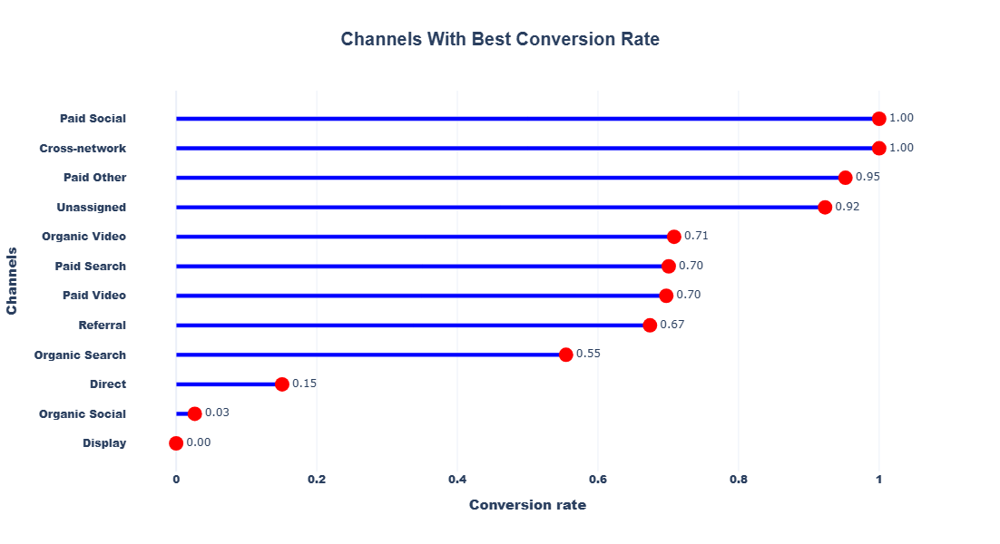 Channels With Best Conversion Rate
Channels
Paid Social 1.00
Cross-network 1.00
Paid Other 0.95
Unassigned 0.92
Organic Video 0.71
Paid Search 0.70
Paid Video 0.70
Referral 0.67
Organic Search 0.55
Direct 0.15
Organic Social 0.03
Display 0.00
0 0.2 0.4 0.6 0.8 1
Conversion rate